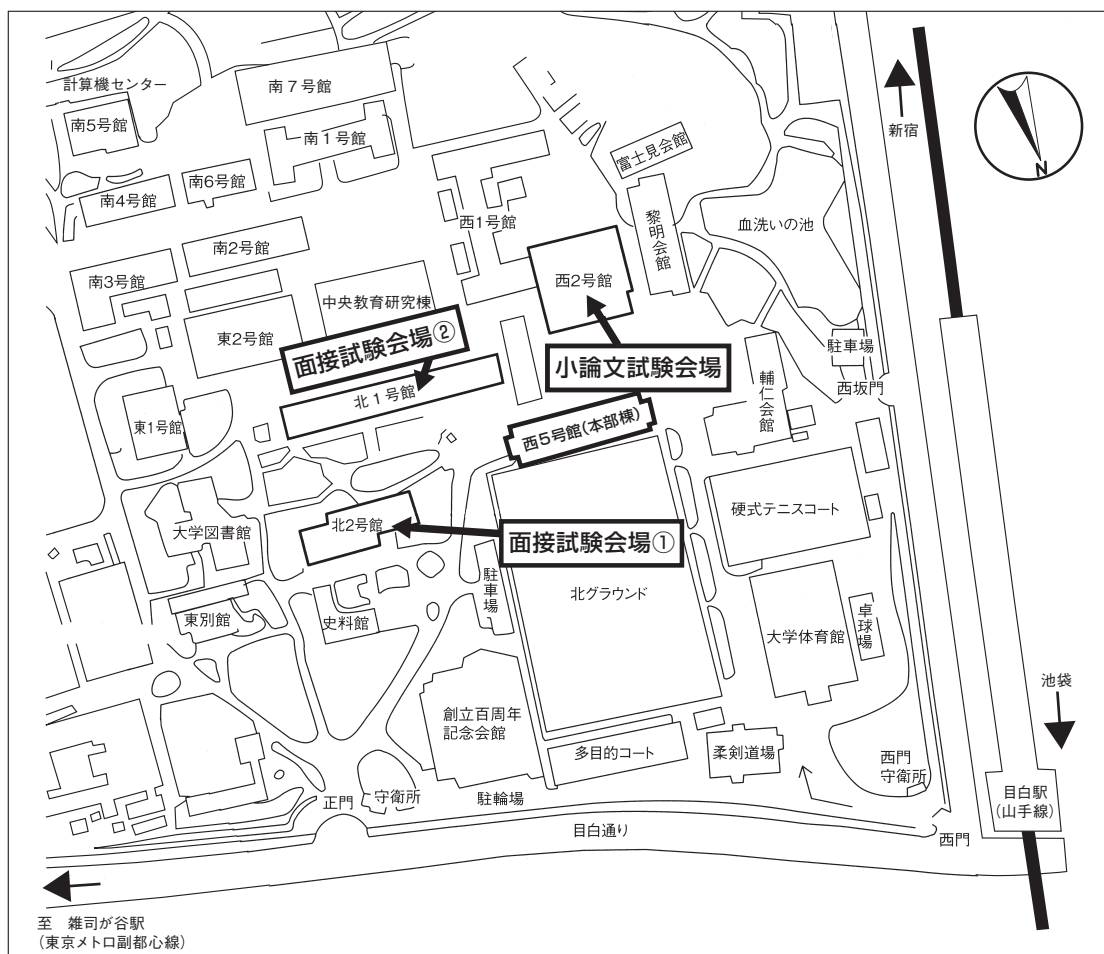 計算機センター
南7号館
新宿
南5号館
南1号館
N
富士見会館
南6号館
南4号館
西1号館
黎明会館
血洗いの池
南2号館
南3号館
西2号館
中央教育研究棟
東2号館
面接試験会場②
小論文試験会場
駐車場
西坂門
北1号館
輔仁会館
東1号館
西5号館(本部棟)
硬式テニスコート
大学図書館
北2号館
面接試験会場①
駐車場
北グラウンド
東別館
史料館
大学体育館
卓球場
池袋
創立百周年
記念会館
多目的コート
柔剣道場
西門
守衛所
正門
守衛所
駐輪場
目白駅
(山手線)
目白通り
西門
至 雑司が谷駅
(東京メトロ副都心線)